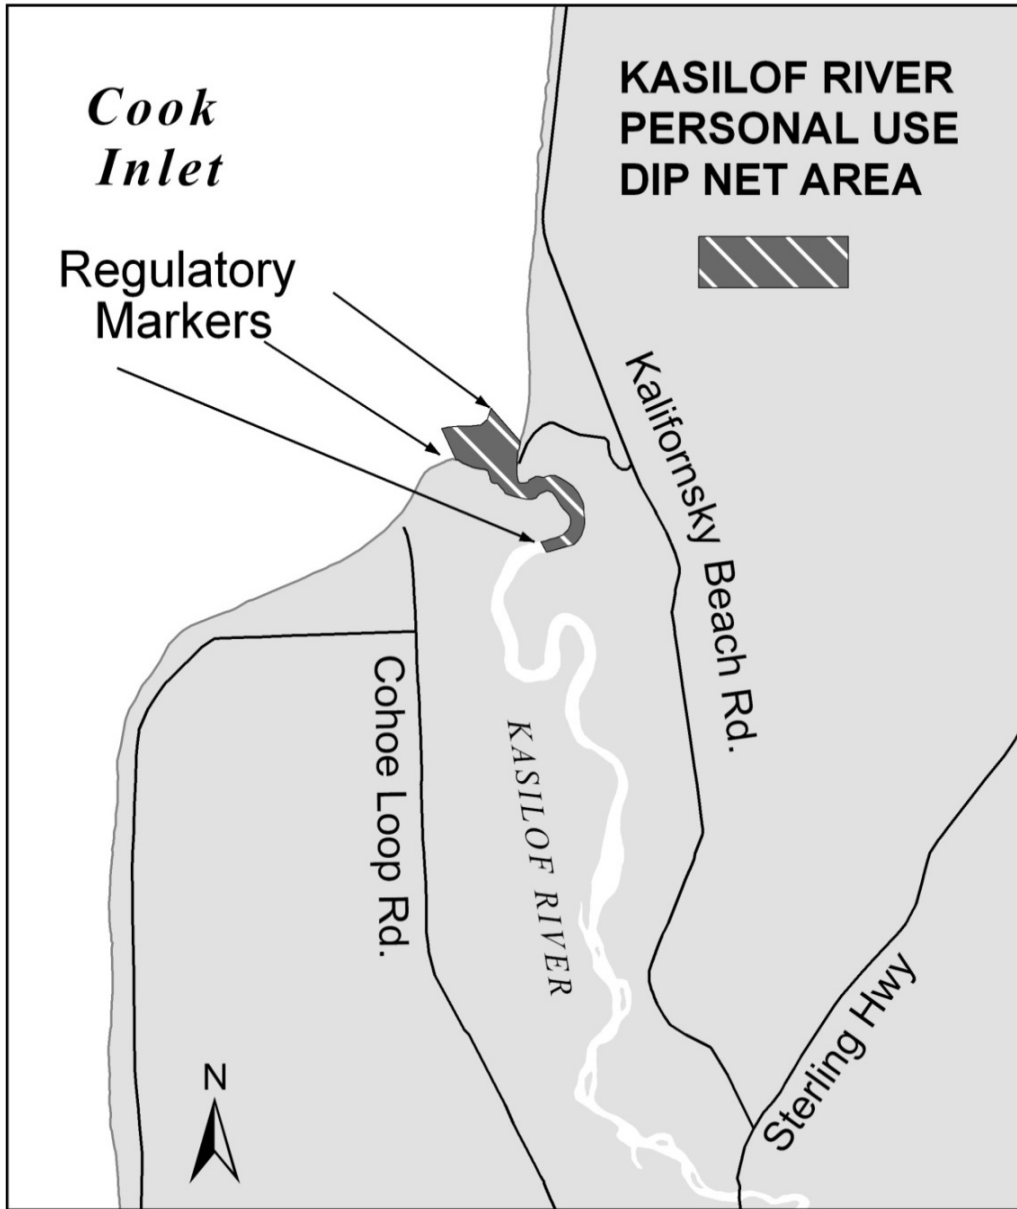 Cook
Inlet
KASILOF RIVER
PERSONAL USE
DIP NET AREA
Regulatory
Markers
Kalifornsky Beach Rd.
Cohoe Loop Rd.
KASILOF RIVER
Sterling Hwy
N